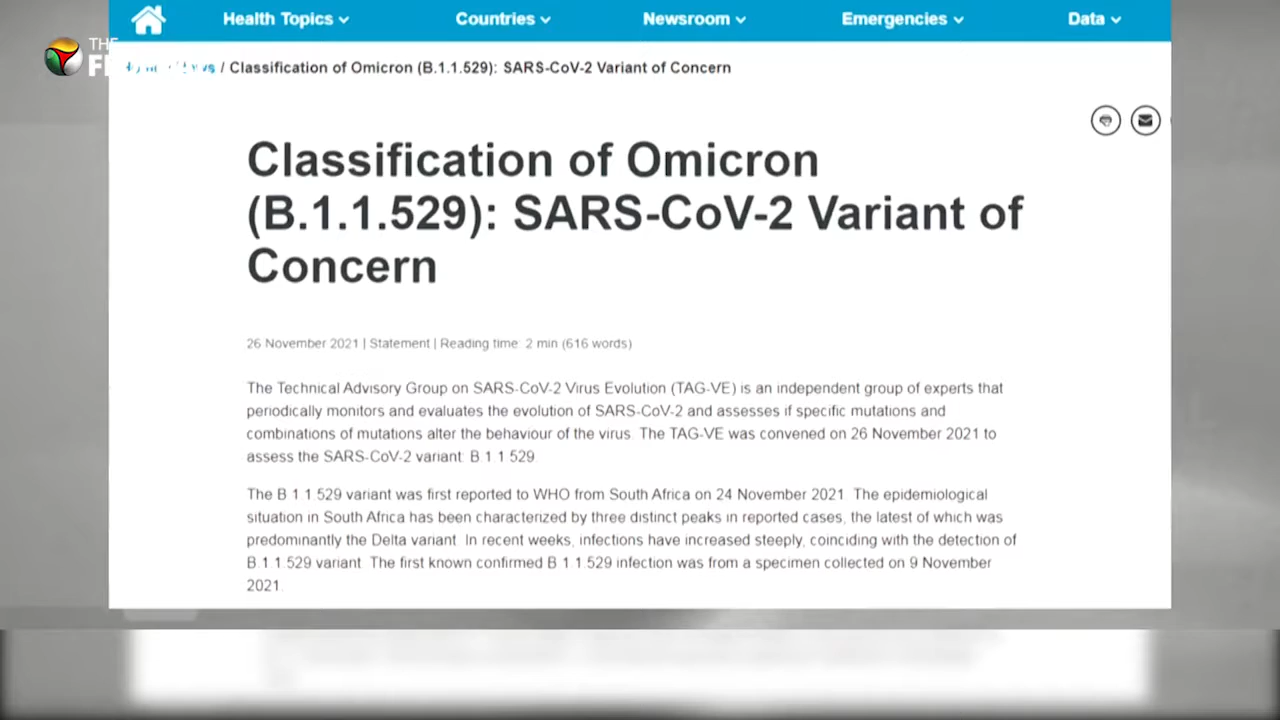 Health Topics Countries Newsroom Emergencies Data
THE
/ Classification of Omicron (B.1.1.529): SARS-CoV-2 Variant of Concern
Classification of Omicron
(B.1.1.529): SARS-CoV-2 Variant of
Concern
26 November 2021 | Statement | Reading time: 2 min (616 words)
The Technical Advisory Group on SARS-CoV-2 Virus Evolution (TAG-VE) is an independent group of experts that
periodically monitors and evaluates the evolution of SARS-CoV-2 and assesses if specific mutations and
combinations of mutations alter the behaviour of the virus. The TAG-VE was convened on 26 November 2021 to
assess the SARS-CoV-2 variant: B.1.1.529.
The B.1.1.529 variant was first reported to WHO from South Africa on 24 November 2021. The epidemiological
situation in South Africa has been characterized by three distinct peaks in reported cases, the latest of which was
predominantly the Delta variant. In recent weeks, infections have increased steeply, coinciding with the detection of
B.1.1.529 variant. The first known confirmed B.1.1.529 infection was from a specimen collected on 9 November
2021.